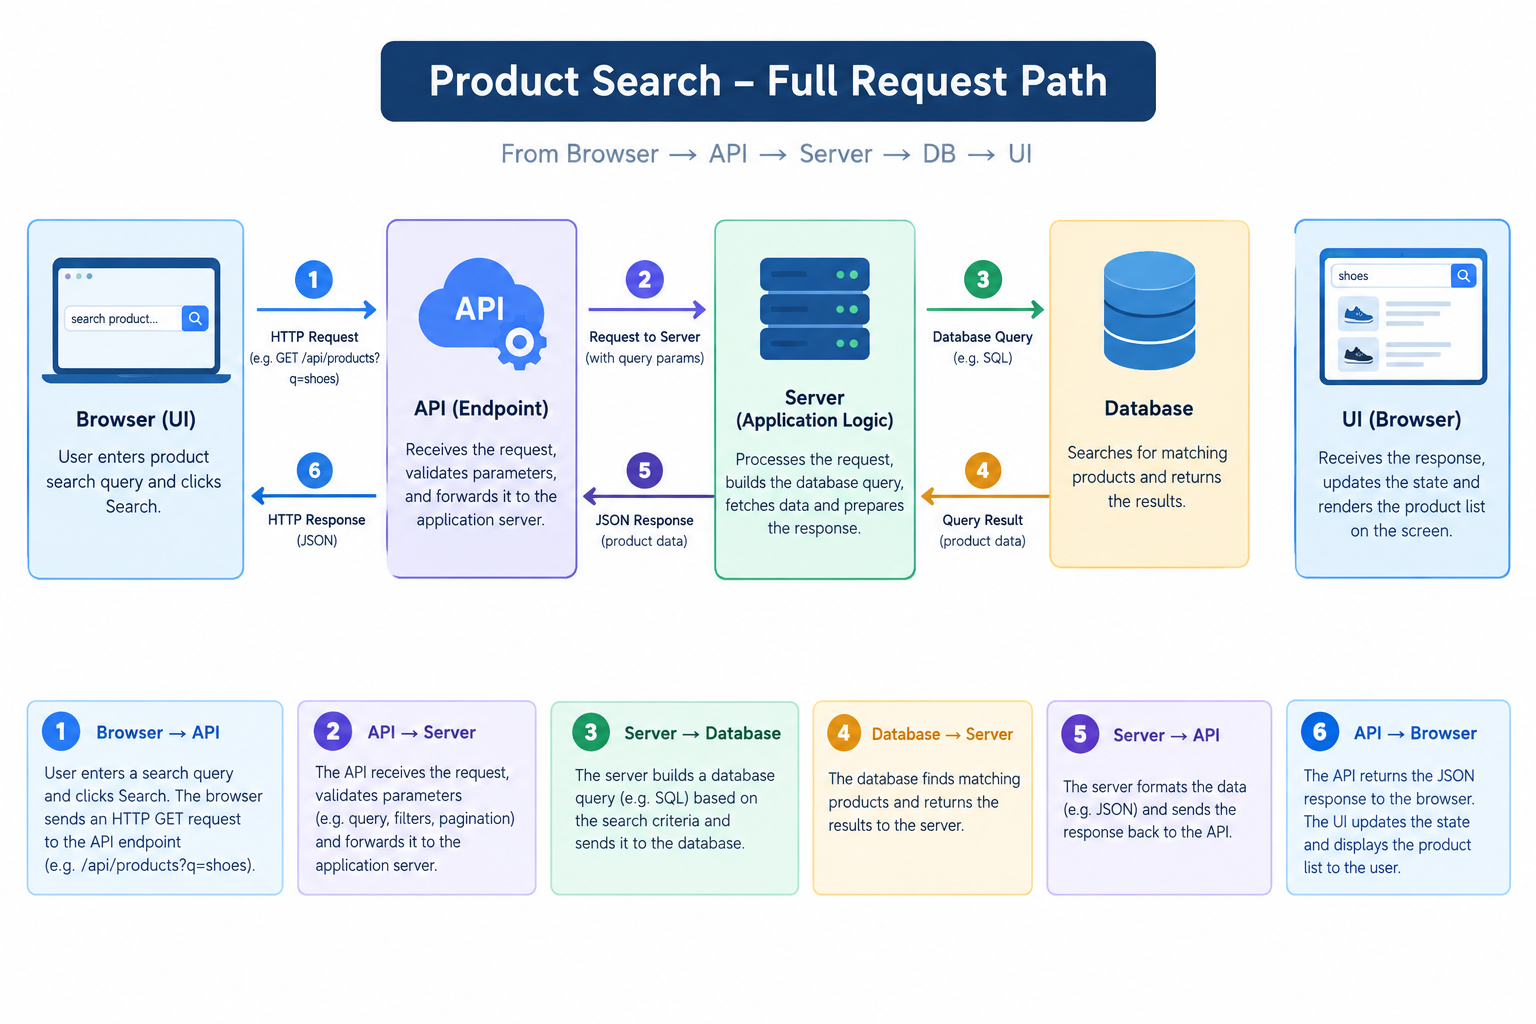 Product Search – Full Request Path
From Browser → API → Server → DB → UI
search product...
Browser (UI)
User enters product
search query and clicks
Search.
1
HTTP Request
(e.g. GET /api/products?
q=shoes)
6
HTTP Response
(JSON)
API
API (Endpoint)
Receives the request,
validates parameters,
and forwards it to the
application server.
2
Request to Server
(with query params)
5
JSON Response
(product data)
Server
(Application Logic)
Processes the request,
builds the database query,
fetches data and prepares
the response.
3
Database Query
(e.g. SQL)
4
Query Result
(product data)
Database
Searches for matching
products and returns
the results.
shoes
UI (Browser)
Receives the response,
updates the state and
renders the product list
on the screen.
1 Browser → API
User enters a search query
and clicks Search. The browser
sends an HTTP GET request
to the API endpoint
(e.g. /api/products?q=shoes).
2 API → Server
The API receives the request,
validates parameters
(e.g. query, filters, pagination)
and forwards it to the
application server.
3 Server → Database
The server builds a database
query (e.g. SQL) based on
the search criteria and
sends it to the database.
4 Database → Server
The database finds matching
products and returns the
results to the server.
5 Server → API
The server formats the data
(e.g. JSON) and sends the
response back to the API.
6 API → Browser
The API returns the JSON
response to the browser.
The UI updates the state
and displays the product
list to the user.